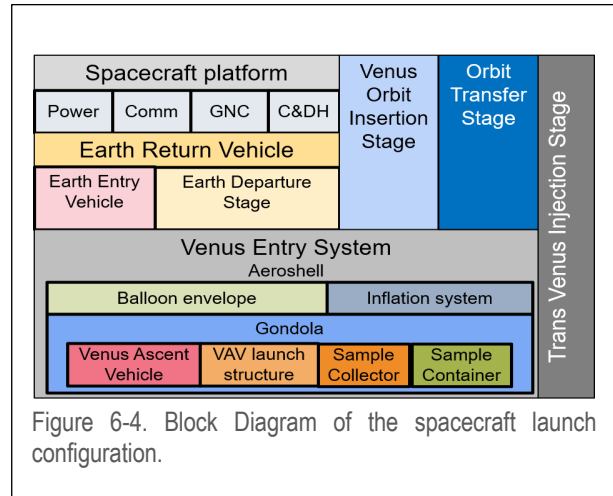 Spacecraft platform
Power Comm GNC C&DH
Earth Return Vehicle
Earth Entry
Vehicle
Earth Departure
Stage
Venus
Orbit
Insertion
Stage
Orbit
Transfer
Stage
Trans Venus Injection Stage
Venus Entry System
Aeroshell
Balloon envelope
Inflation system
Gondola
Venus Ascent
Vehicle
VAV launch
structure
Sample
Collector
Sample
Container
Figure 6-4. Block Diagram of the spacecraft launch
configuration.